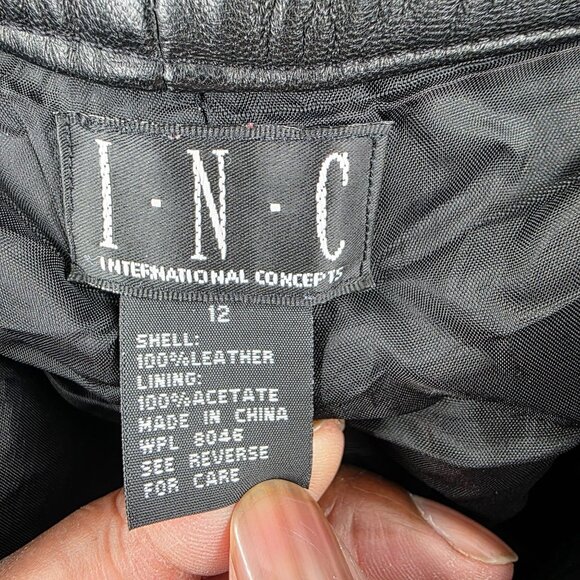 I·N·C
INTERNATIONAL CONCEPTS
12
SHELL:
100%LEATHER
LINING:
100%ACETATE
MADE IN CHINA
WPL 8046
SEE REVERSE
FOR CARE